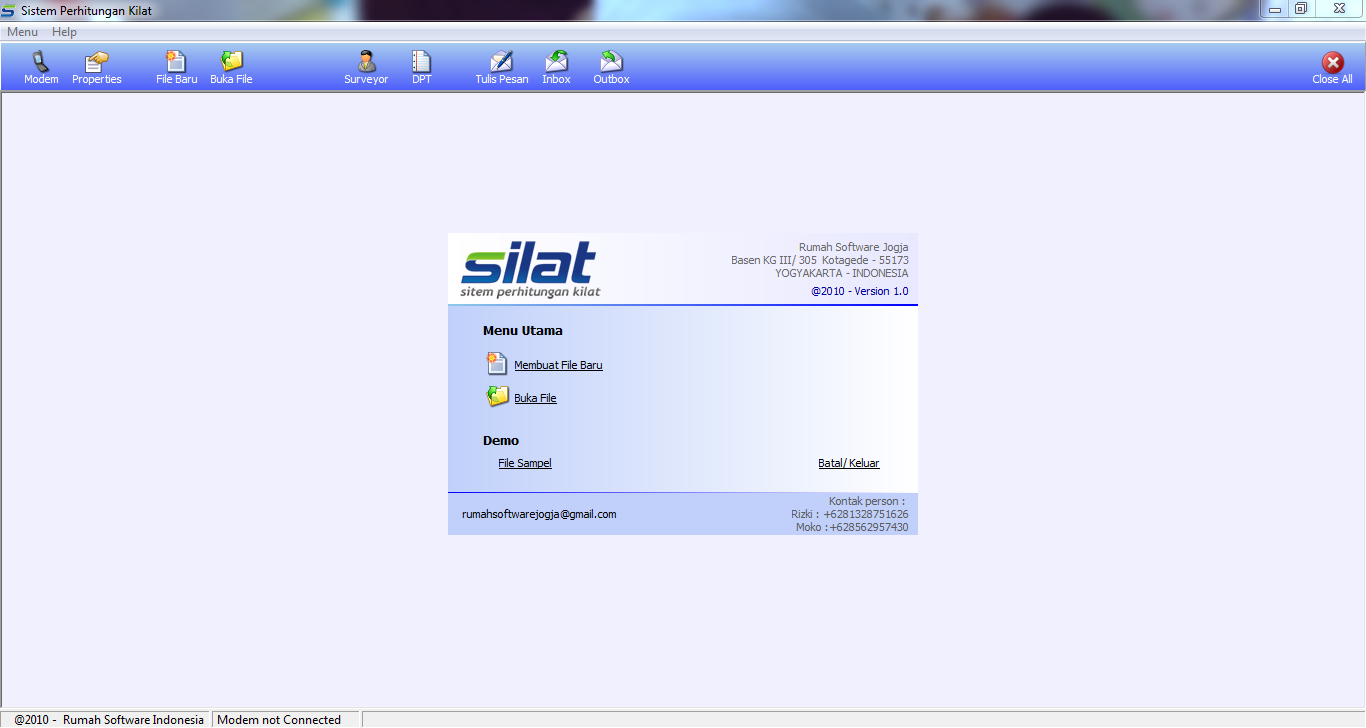 Sistem Perhitungan Kilat
Menu Help
Modem Properties File Baru Buka File Surveyor DPT Tulis Pesan Inbox Outbox Close All
silat
sitem perhitungan kilat
Rumah Software Jogja
Basen KG III/ 305 Kotagede - 55173
YOGYAKARTA - INDONESIA
@2010 - Version 1.0
Menu Utama
Membuat File Baru
Buka File
Demo
File Sampel
Batal/ Keluar
rumahsoftwarejogja@gmail.com
Kontak person :
Rizki : +6281328751626
Moko :+628562957430
@2010 - Rumah Software Indonesia
Modem not Connected